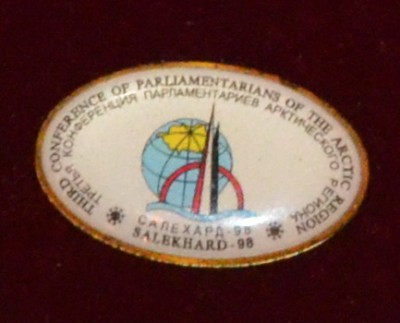 THIRD CONFERENCE OF PARLIAMENTARIANS OF THE ARCTIC REGION
ТРЕТЬЯ КОНФЕРЕНЦИЯ ПАРЛАМЕНТАРИЕВ АРКТИЧЕСКОГО РЕГИОНА
САЛЕХАРД-98
SALEKHARD-98